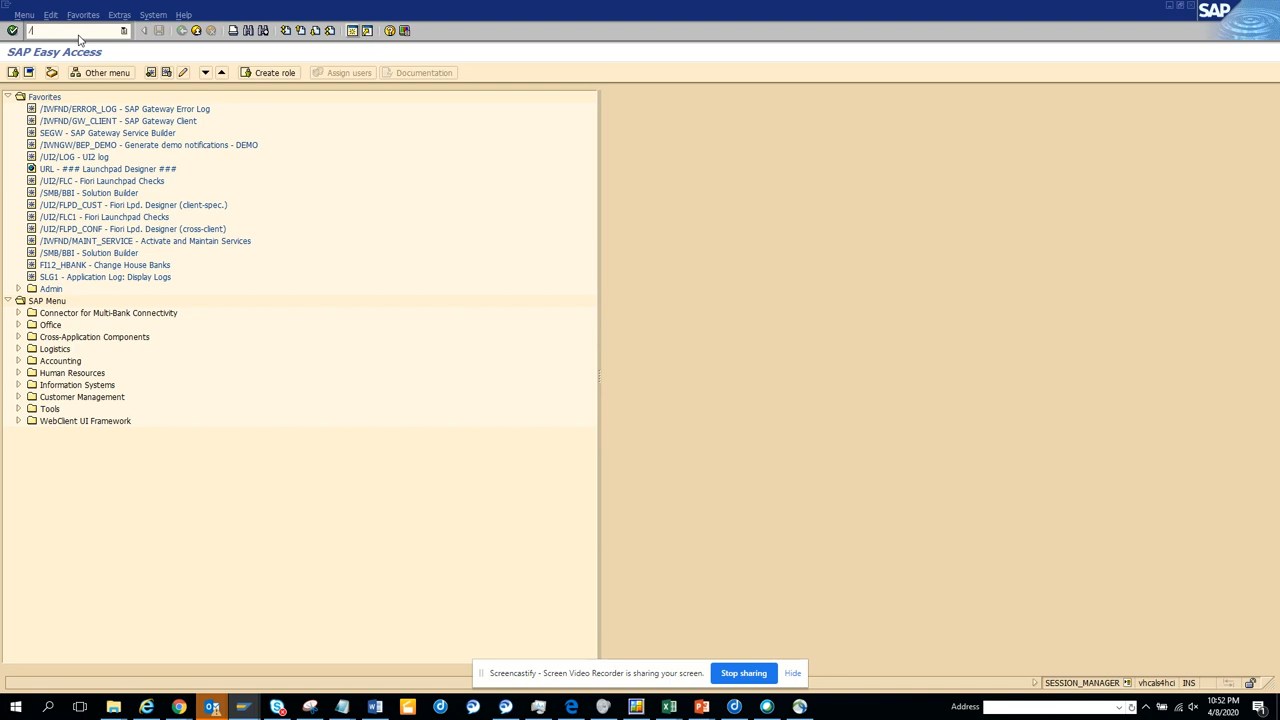 Menu Edit Favorites Extras System Help
SAP
/
SAP Easy Access
Other menu Create role Assign users Documentation
Favorites
/IWFND/ERROR_LOG - SAP Gateway Error Log
/IWFND/GW_CLIENT - SAP Gateway Client
SEGW - SAP Gateway Service Builder
/IWNGW/BEP_DEMO - Generate demo notifications - DEMO
/UI2/LOG - UI2 log
URL - ### Launchpad Designer ###
/UI2/FLC - Fiori Launchpad Checks
/SMB/BBI - Solution Builder
/UI2/FLPD_CUST - Fiori Lpd. Designer (client-spec.)
/UI2/FLC1 - Fiori Launchpad Checks
/UI2/FLPD_CONF - Fiori Lpd. Designer (cross-client)
/IWFND/MAINT_SERVICE - Activate and Maintain Services
/SMB/BBI - Solution Builder
FI12_HBANK - Change House Banks
SLG1 - Application Log: Display Logs
Admin
SAP Menu
Connector for Multi-Bank Connectivity
Office
Cross-Application Components
Logistics
Accounting
Human Resources
Information Systems
Customer Management
Tools
WebClient UI Framework
Screencastify - Screen Video Recorder is sharing your screen. Stop sharing Hide
SESSION_MANAGER vhcals4hci INS
Address
10:52 PM
4/8/2020